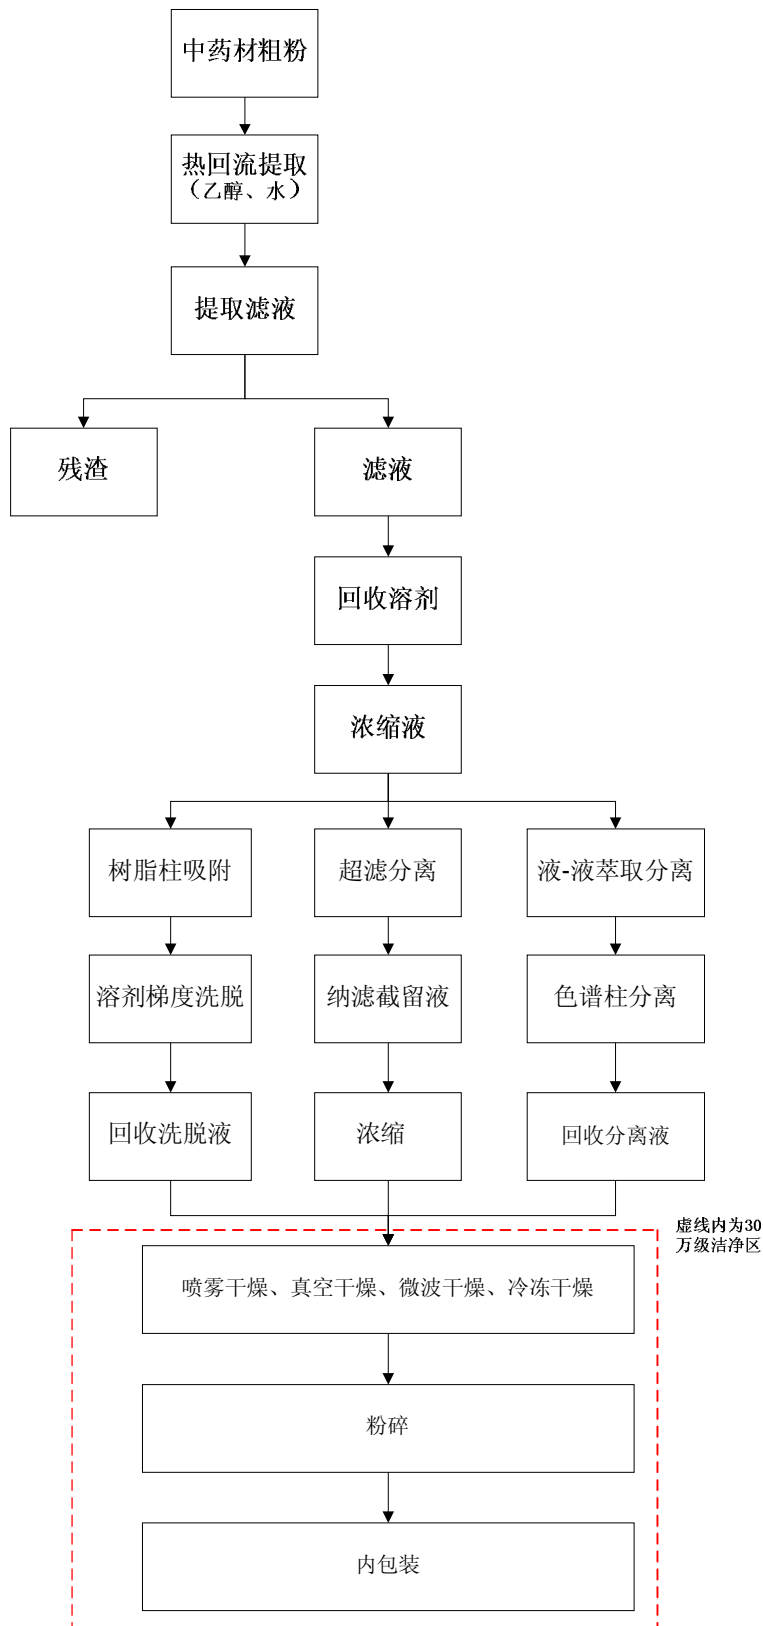 中药材粗粉
热回流提取
（乙醇、水）
提取滤液
残渣
滤液
回收溶剂
浓缩液
树脂柱吸附
超滤分离
液-液萃取分离
溶剂梯度洗脱
纳滤截留液
色谱柱分离
回收洗脱液
浓缩
回收分离液
虚线内为30
万级洁净区
喷雾干燥、真空干燥、微波干燥、冷冻干燥
粉碎
内包装